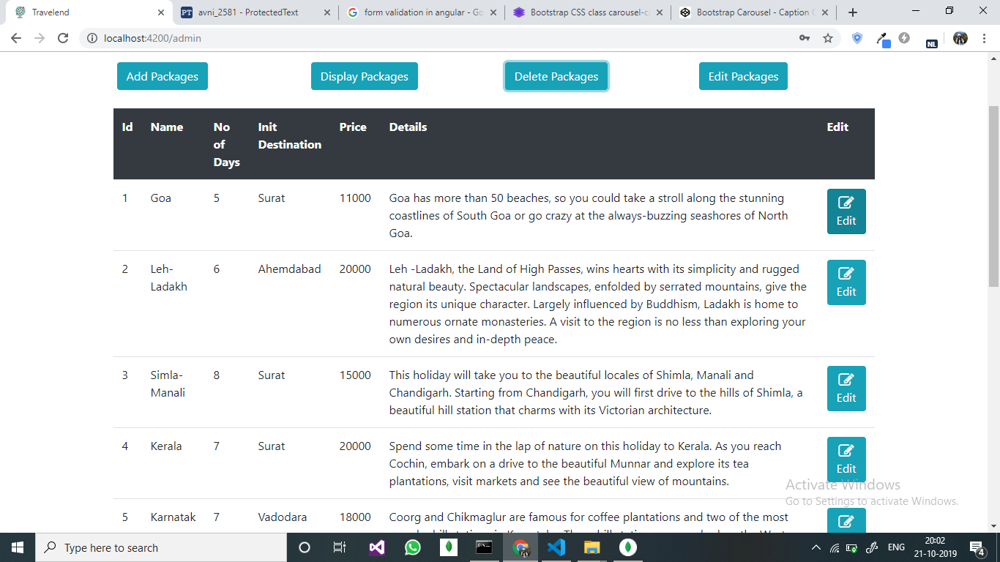 Travelend
avni_2581 - ProtectedText
form validation in angular - Go
Bootstrap CSS class carousel-c
Bootstrap Carousel - Caption
localhost:4200/admin
NL
Add Packages
Display Packages
Delete Packages
Edit Packages
Id Name No of Days Init Destination Price Details Edit
1 Goa 5 Surat 11000 Goa has more than 50 beaches, so you could take a stroll along the stunning
coastlines of South Goa or go crazy at the always-buzzing seashores of North
Goa.
Edit
2 Leh-Ladakh 6 Ahemdabad 20000 Leh -Ladakh, the Land of High Passes, wins hearts with its simplicity and rugged
natural beauty. Spectacular landscapes, enfolded by serrated mountains, give the
region its unique character. Largely influenced by Buddhism, Ladakh is home to
numerous ornate monasteries. A visit to the region is no less than exploring your
own desires and in-depth peace.
Edit
3 Simla-Manali 8 Surat 15000 This holiday will take you to the beautiful locales of Shimla, Manali and
Chandigarh. Starting from Chandigarh, you will first drive to the hills of Shimla, a
beautiful hill station that charms with its Victorian architecture.
Edit
4 Kerala 7 Surat 20000 Spend some time in the lap of nature on this holiday to Kerala. As you reach
Cochin, embark on a drive to the beautiful Munnar and explore its tea
plantations, visit markets and see the beautiful view of mountains.
Edit
Activate Windows
Go to Settings to activate Windows.
5 Karnatak 7 Vadodara 18000 Coorg and Chikmaglur are famous for coffee plantations and two of the most
Type here to search
PT
ENG
20:02
21-10-2019
4